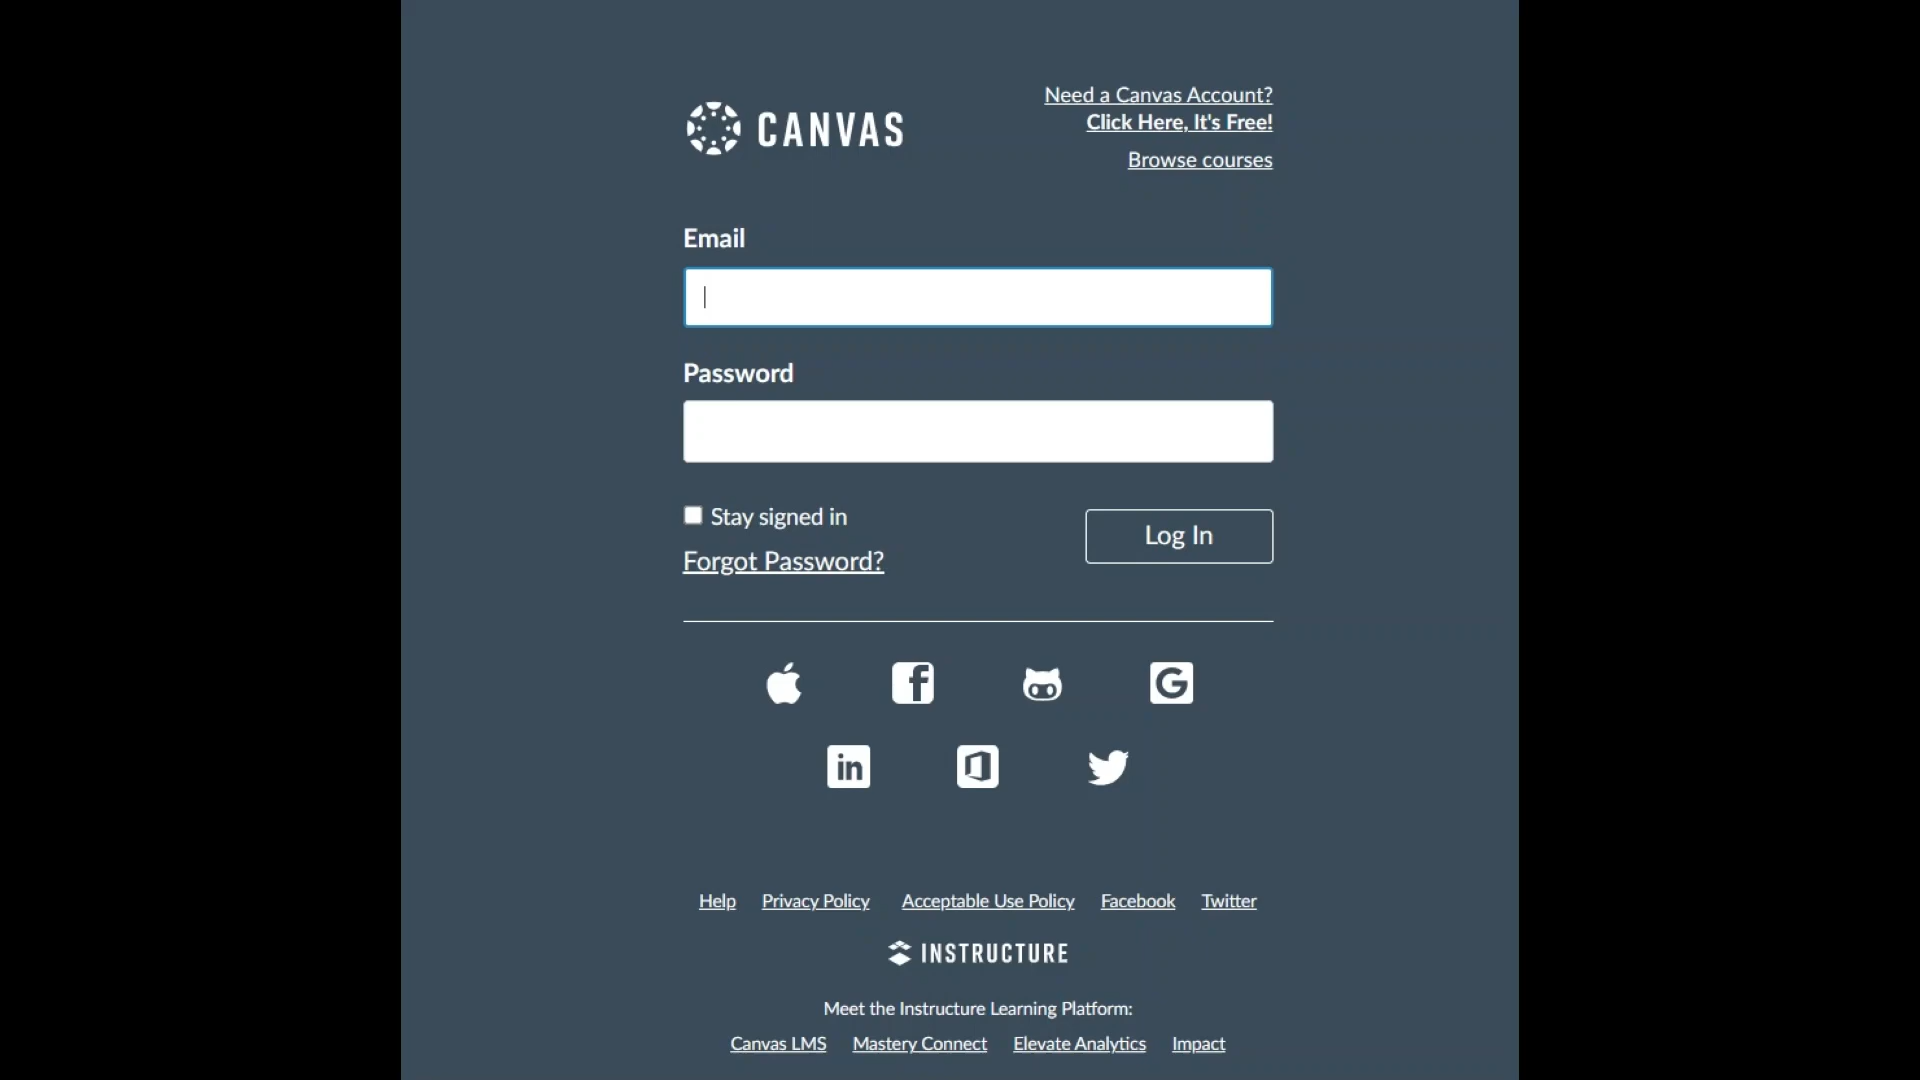 CANVAS
Need a Canvas Account?
Click Here, It's Free!
Browse courses
Email
Password
Stay signed in
Log In
Forgot Password?
Help Privacy Policy Acceptable Use Policy Facebook Twitter
INSTRUCTURE
Meet the Instructure Learning Platform:
Canvas LMS Mastery Connect Elevate Analytics Impact